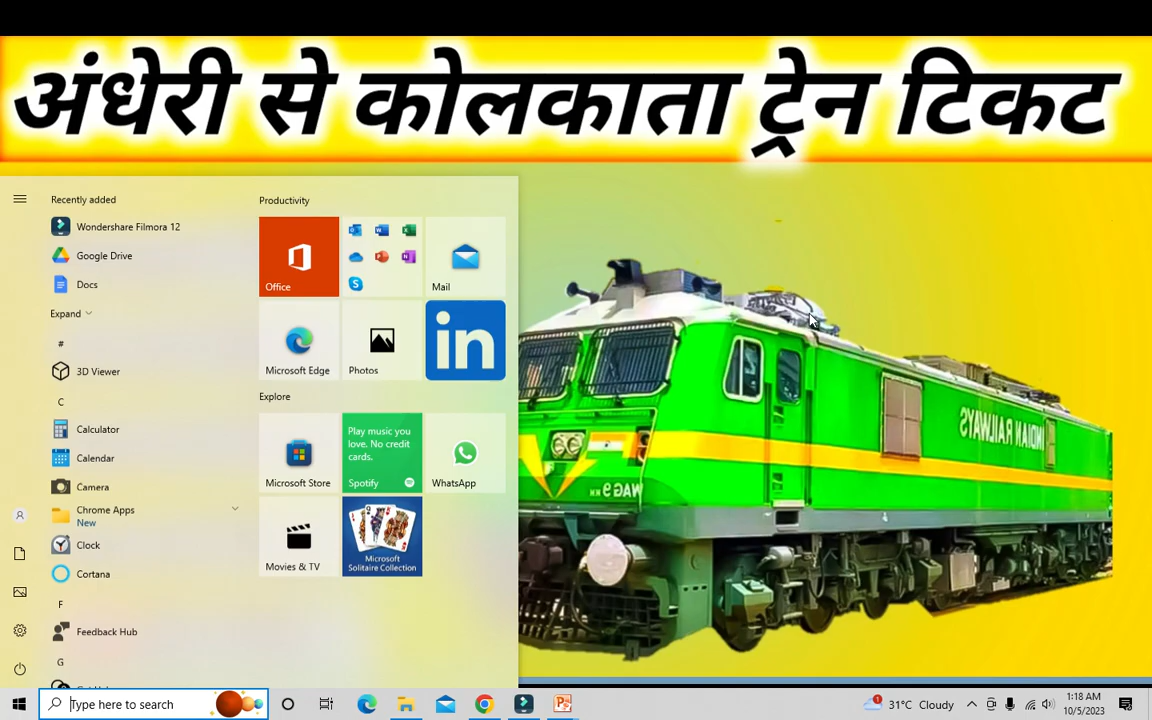 अंधेरी से कोलकाता ट्रेन टिकट
Recently added
Wondershare Filmora 12
Google Drive
Docs
Expand
#
3D Viewer
C
Calculator
Calendar
Camera
Chrome Apps
New
Clock
Cortana
F
Feedback Hub
G
Productivity
Office
Mail
Microsoft Edge
Photos
in
Explore
Microsoft Store
Play music you love. No credit cards.
Spotify
WhatsApp
Movies & TV
Microsoft
Solitaire Collection
INDIAN RAILWAYS
WAG 9
Type here to search
31°C Cloudy
1:18 AM
10/5/2023